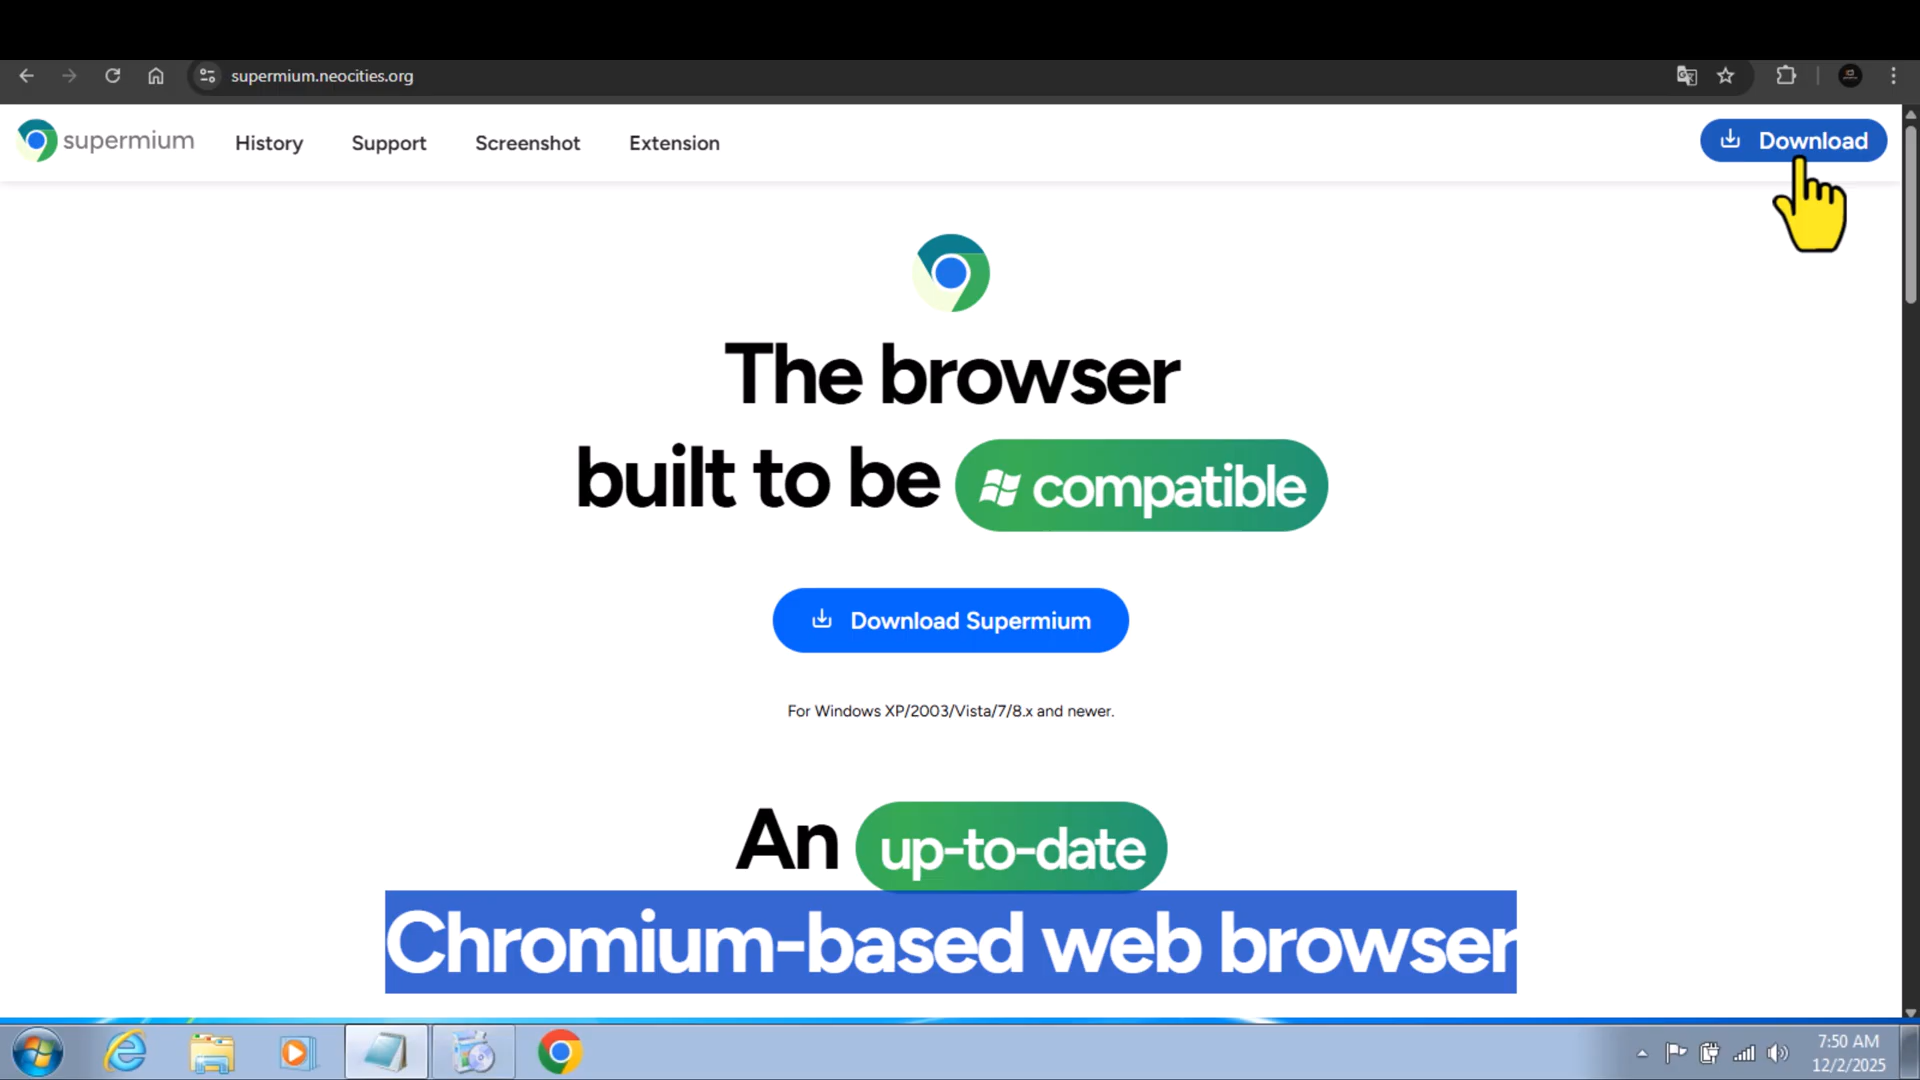 supermium.neocities.org
supermium History Support Screenshot Extension Download
The browser
built to be compatible
Download Supermium
For Windows XP/2003/Vista/7/8.x and newer.
An up-to-date
Chromium-based web browser
7:50 AM
12/2/2025